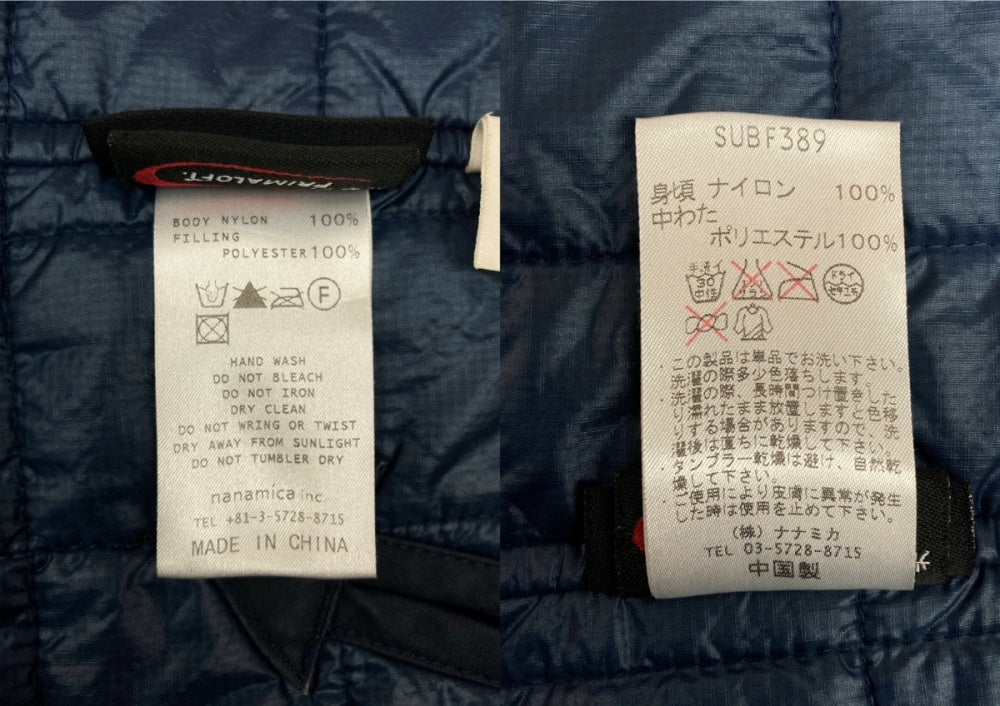 PRIMALOFT.
BODY NYLON 100%
FILLING
POLYESTER 100%
F
HAND WASH
DO NOT BLEACH
DO NOT IRON
DRY CLEAN
DO NOT WRING OR TWIST
DRY AWAY FROM SUNLIGHT
DO NOT TUMBLER DRY
nanamica inc.
TEL +81-3-5728-8715
MADE IN CHINA
SUBF389
身頃 ナイロン 100%
中わた
ポリエステル100%
手洗イ
30
中性
ドライ
・この製品は単品でお洗い下さい。
洗濯の際多少色落ちします。
・洗濯の際、長時間つけ置きした
り濡れたまま放置しますと色移
りする場合がありますので、洗
濯後は直ちに乾燥して下さい。
・タンブラー乾燥は避け、自然乾
燥して下さい。
・ご使用により皮膚に異常が発生
した時は使用を止めて下さい。
(株) ナナミカ
TEL 03-5728-8715
中国製